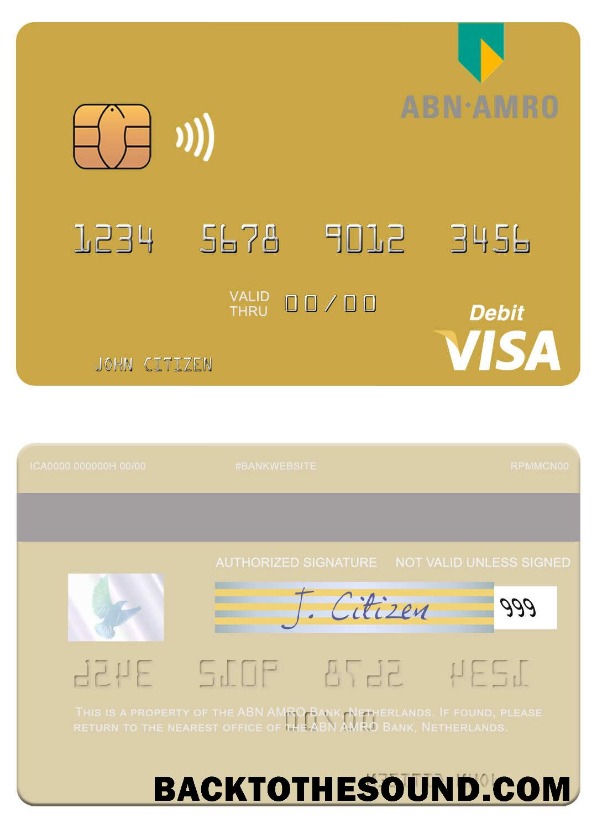 ABN·AMRO
1234 5678 9012 3456
VALID THRU 00/00
Debit
VISA
JOHN CITIZEN
ICA0000 000000H 00/00 #BANKWEBSITE RPMMCN00
AUTHORIZED SIGNATURE NOT VALID UNLESS SIGNED
J. Citizen 999
THIS IS A PROPERTY OF THE ABN AMRO BANK, NETHERLANDS. IF FOUND, PLEASE
RETURN TO THE NEAREST OFFICE OF THE ABN AMRO BANK, NETHERLANDS.
BACKTOTHESOUND.COM